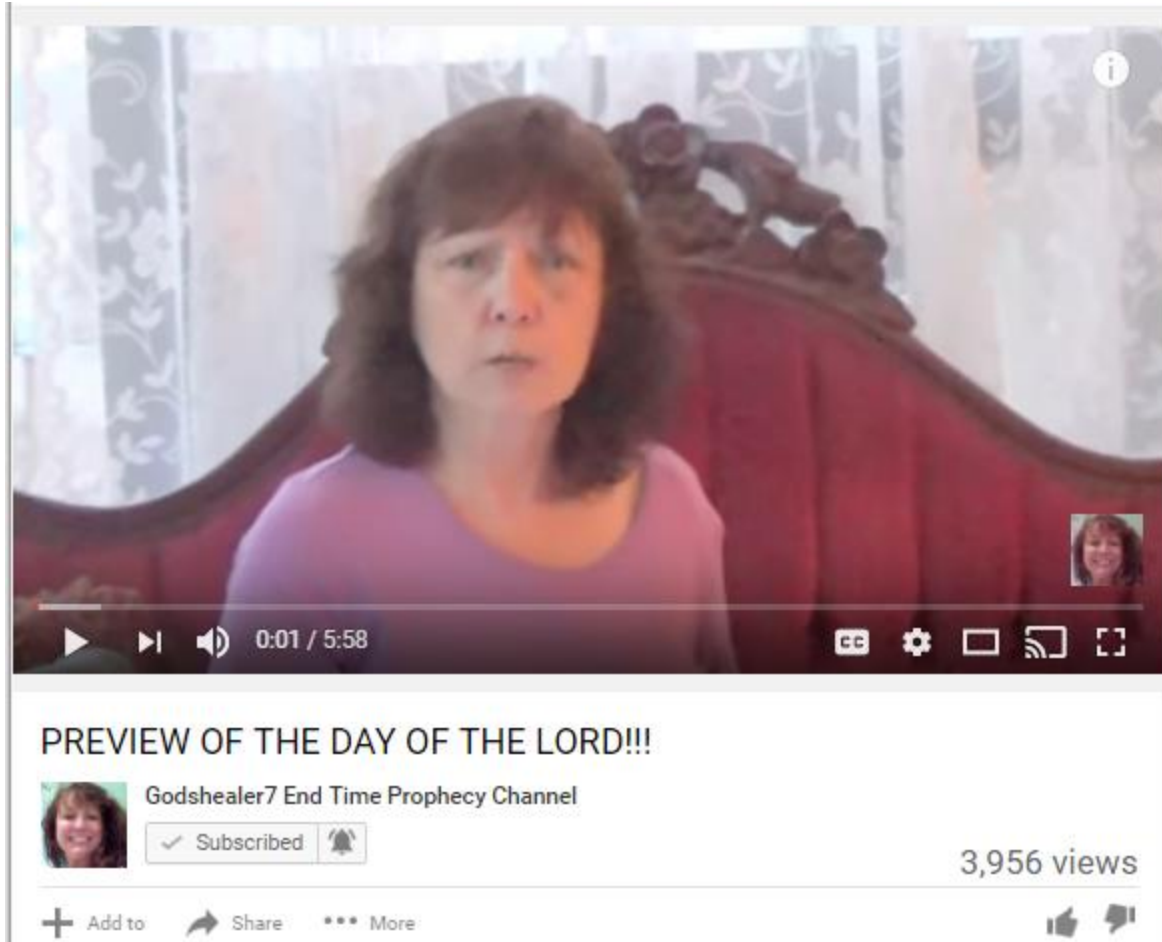 i
0:01 / 5:58
CC
PREVIEW OF THE DAY OF THE LORD!!!
Godshealer7 End Time Prophecy Channel
Subscribed
3,956 views
Add to Share More